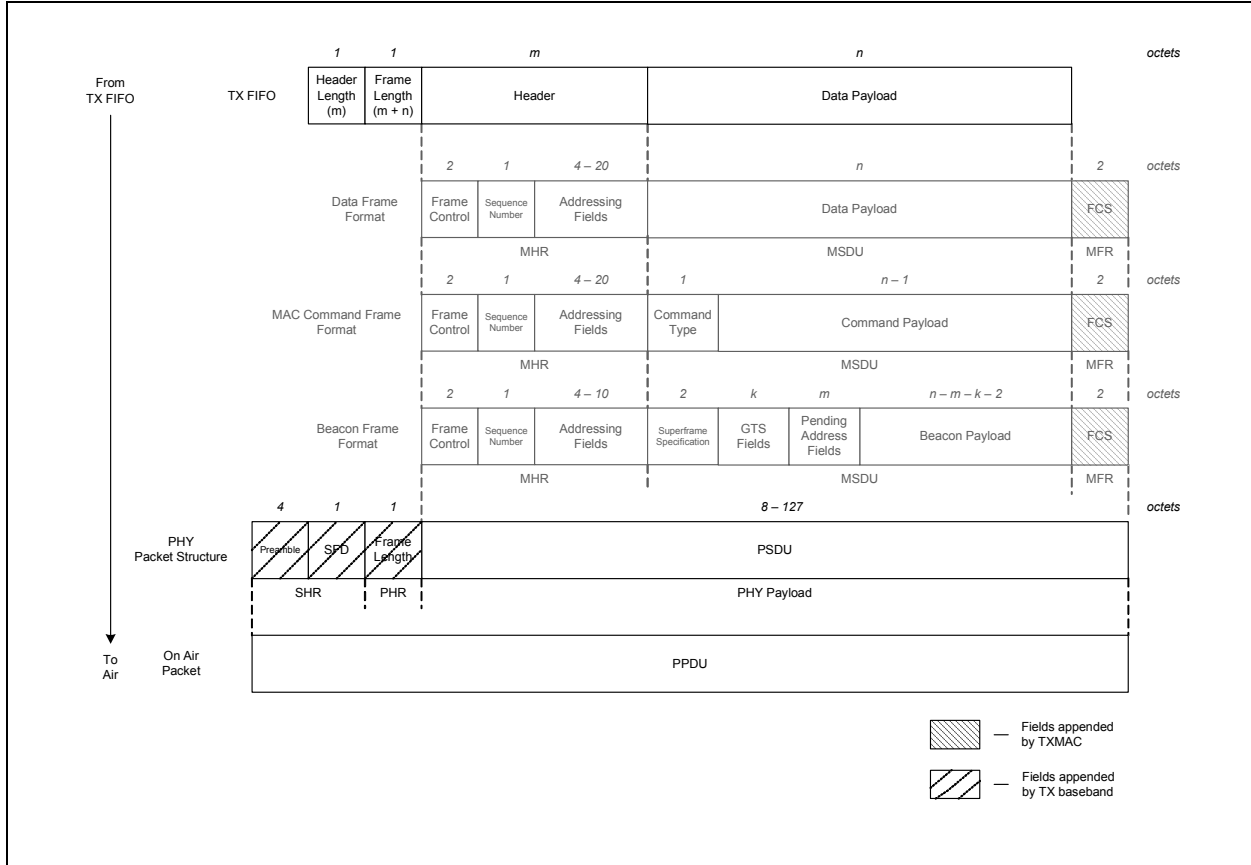 1 1 m n octets
From
TX FIFO
TX FIFO
Header
Length
(m)
Frame
Length
(m + n)
Header
Data Payload
2 1 4 – 20 n 2 octets
Data Frame
Format
Frame
Control
Sequence
Number
Addressing
Fields
Data Payload
FCS
MHR MSDU MFR
2 1 4 – 20 1 n – 1 2 octets
MAC Command Frame
Format
Frame
Control
Sequence
Number
Addressing
Fields
Command
Type
Command Payload
FCS
MHR MSDU MFR
2 1 4 – 10 2 k m n – m – k – 2 2 octets
Beacon Frame
Format
Frame
Control
Sequence
Number
Addressing
Fields
Superframe
Specification
GTS
Fields
Pending
Address
Fields
Beacon Payload
FCS
MHR MSDU MFR
4 1 1 8 – 127 octets
PHY
Packet Structure
Preamble
SFD
Frame
Length
PSDU
SHR PHR PHY Payload
To
Air
On Air
Packet
PPDU
— Fields appended
by TXMAC
— Fields appended
by TX baseband